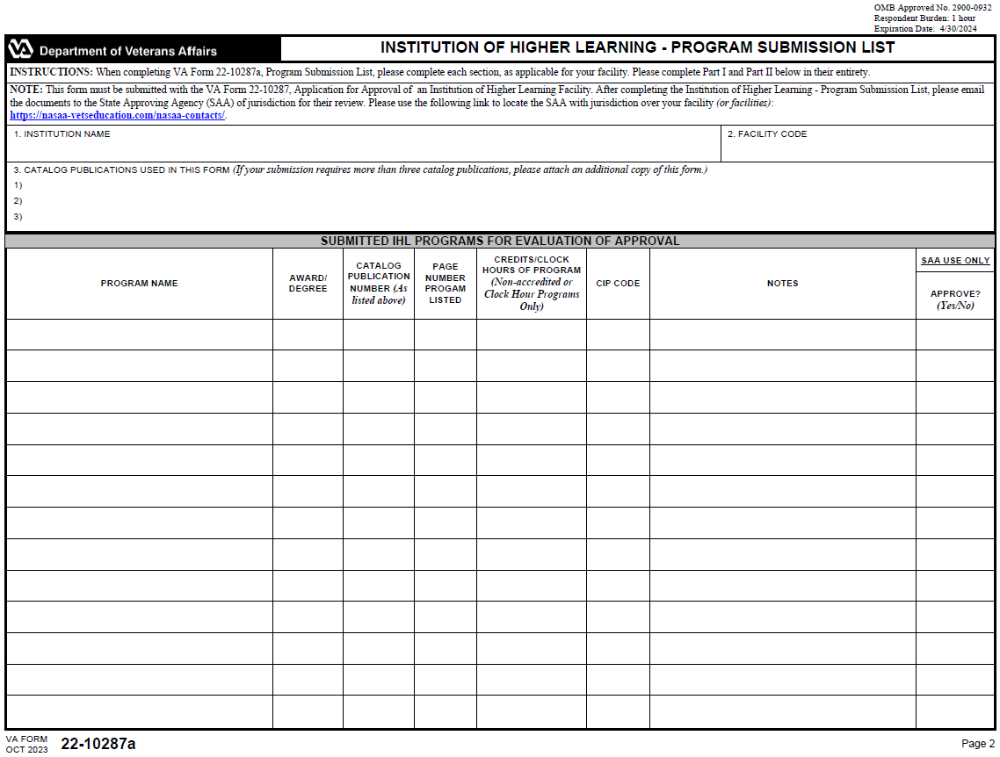 OMB Approved No. 2900-0932
Respondent Burden: 1 hour
Expiration Date: 4/30/2024
VA Department of Veterans Affairs
INSTITUTION OF HIGHER LEARNING - PROGRAM SUBMISSION LIST
INSTRUCTIONS: When completing VA Form 22-10287a, Program Submission List, please complete each section, as applicable for your facility. Please complete Part I and Part II below in their entirety.
NOTE: This form must be submitted with the VA Form 22-10287, Application for Approval of an Institution of Higher Learning Facility. After completing the Institution of Higher Learning - Program Submission List, please email
the documents to the State Approving Agency (SAA) of jurisdiction for their review. Please use the following link to locate the SAA with jurisdiction over your facility (or facilities):
https://nasaa-vetseducation.com/nasaa-contacts/.
1. INSTITUTION NAME
2. FACILITY CODE
3. CATALOG PUBLICATIONS USED IN THIS FORM (If your submission requires more than three catalog publications, please attach an additional copy of this form.)
1)
2)
3)
SUBMITTED IHL PROGRAMS FOR EVALUATION OF APPROVAL
PROGRAM NAME
AWARD/
DEGREE
CATALOG
PUBLICATION
NUMBER (As
listed above)
PAGE
NUMBER
PROGAM
LISTED
CREDITS/CLOCK
HOURS OF PROGRAM
(Non-accredited or
Clock Hour Programs
Only)
CIP CODE
NOTES
SAA USE ONLY
APPROVE?
(Yes/No)
VA FORM
OCT 2023
22-10287a
Page 2